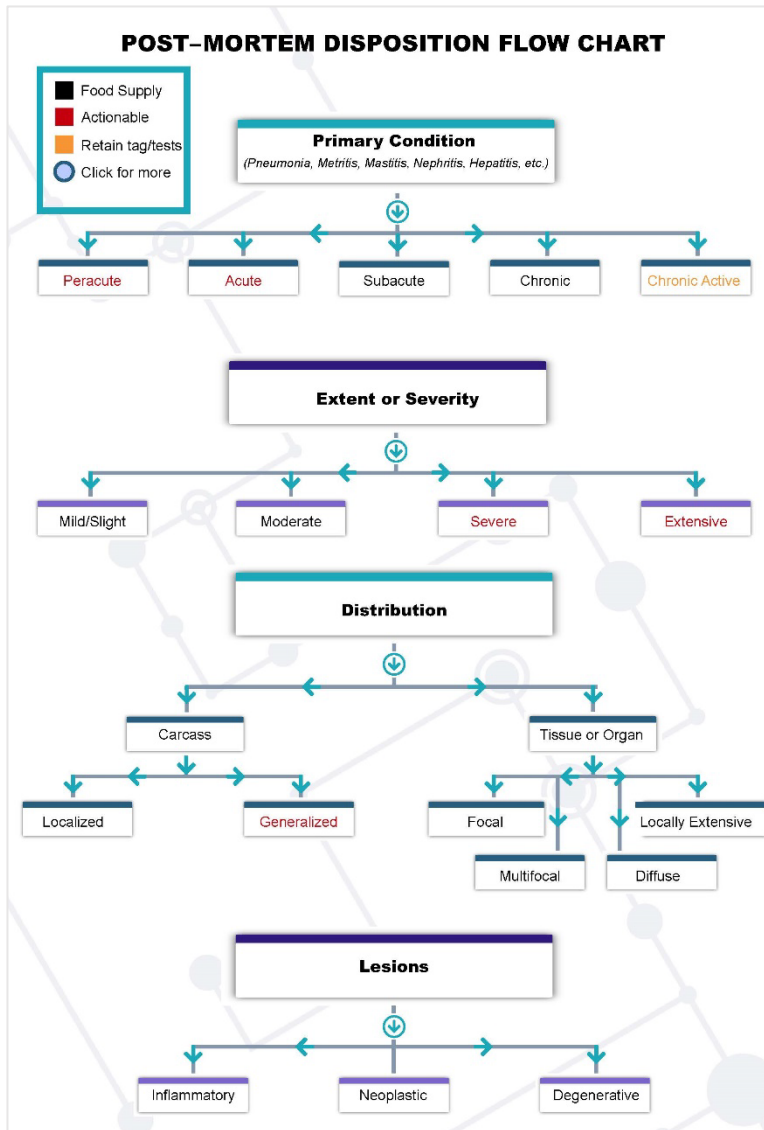 POST–MORTEM DISPOSITION FLOW CHART
Food Supply
Actionable
Retain tag/tests
Click for more
Primary Condition
(Pneumonia, Metritis, Mastitis, Nephritis, Hepatitis, etc.)
Peracute
Acute
Subacute
Chronic
Chronic Active
Extent or Severity
Mild/Slight
Moderate
Severe
Extensive
Distribution
Carcass
Tissue or Organ
Localized
Generalized
Focal
Locally Extensive
Multifocal
Diffuse
Lesions
Inflammatory
Neoplastic
Degenerative